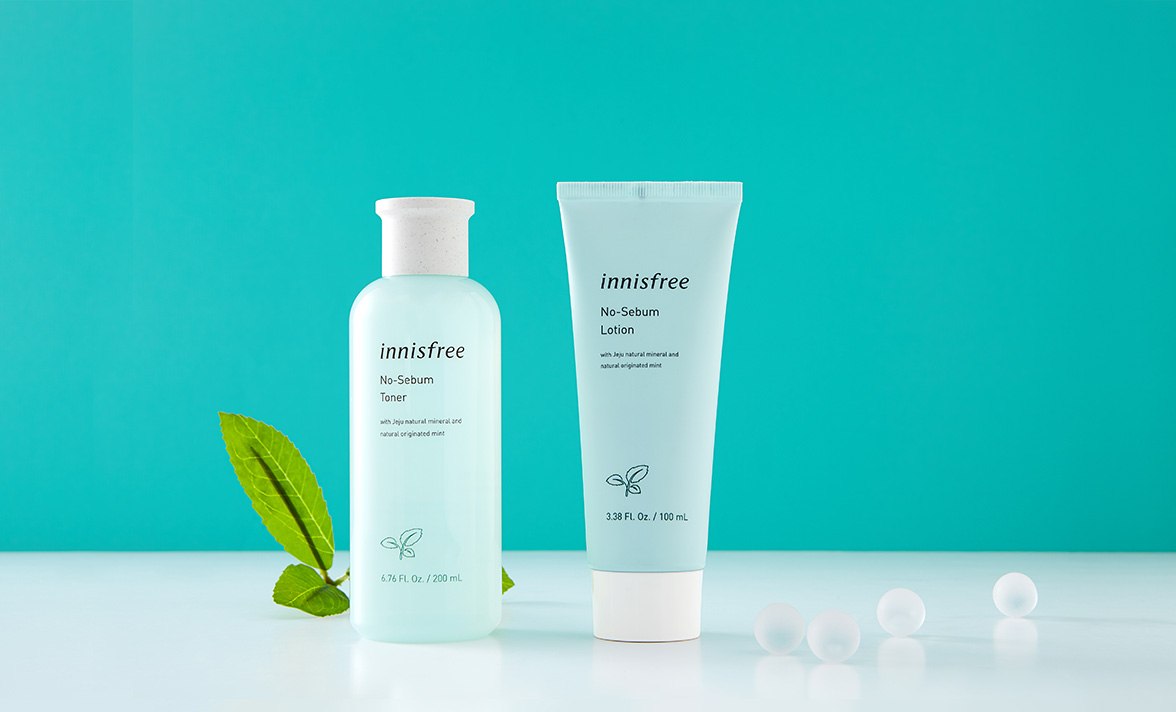 innisfree
No-Sebum
Toner
with Jeju natural mineral and
natural originated mint
6.76 Fl. Oz. / 200 mL
innisfree
No-Sebum
Lotion
with Jeju natural mineral and
natural originated mint
3.38 Fl. Oz. / 100 mL